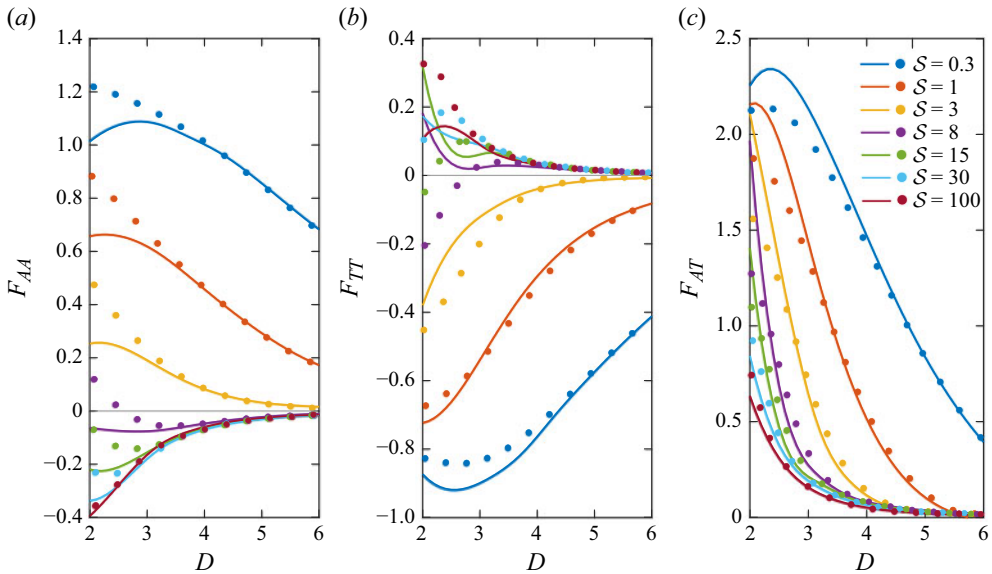 (a)
(b)
(c)
1.4
1.2
1.0
0.8
0.6
0.4
0.2
0
−0.2
−0.4
F_AA
2 3 4 5 6
D
0.4
0.2
0
−0.2
−0.4
−0.6
−0.8
−1.0
F_TT
2 3 4 5 6
D
2.5
2.0
1.5
1.0
0.5
0
F_AT
2 3 4 5 6
D
𝒮 = 0.3
𝒮 = 1
𝒮 = 3
𝒮 = 8
𝒮 = 15
𝒮 = 30
𝒮 = 100